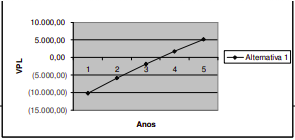 10.000,00
5.000,00
0,00
(5.000,00)
(10.000,00)
(15.000,00)
VPL
1 2 3 4 5
Anos
Alternativa 1